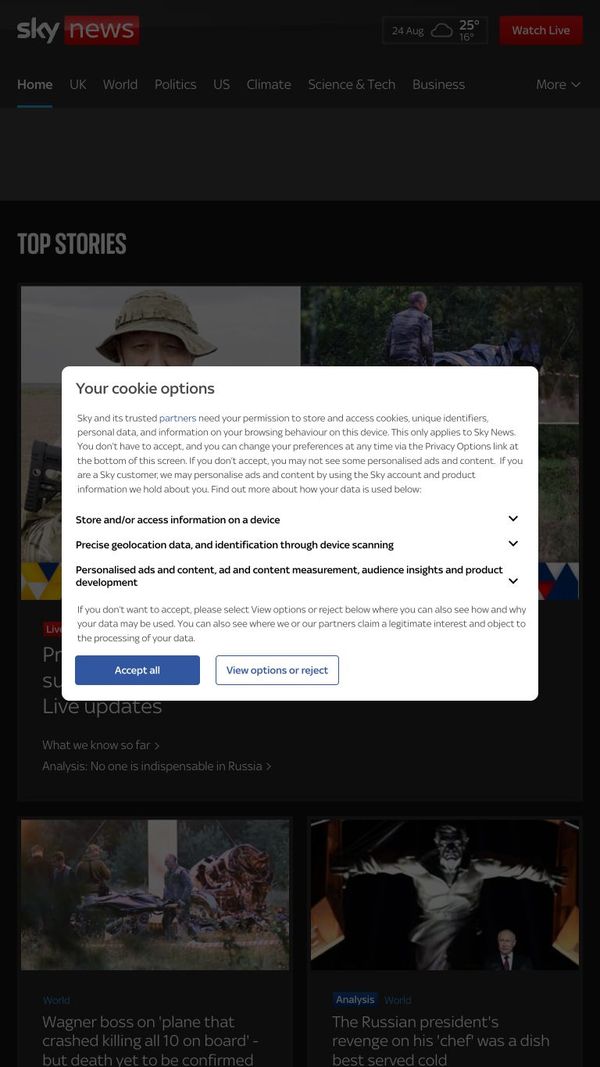 sky news
24 Aug
25°
16°
Watch Live
Home UK World Politics US Climate Science & Tech Business More
TOP STORIES
Your cookie options
Sky and its trusted partners need your permission to store and access cookies, unique identifiers,
personal data, and information on your browsing behaviour on this device. This only applies to Sky News.
You don't have to accept, and you can change your preferences at any time via the Privacy Options link at
the bottom of this screen. If you don't accept, you may not see some personalised ads and content. If you
are a Sky customer, we may personalise ads and content by using the Sky account and product
information we hold about you. Find out more about how your data is used below:
Store and/or access information on a device
Precise geolocation data, and identification through device scanning
Personalised ads and content, ad and content measurement, audience insights and product
development
If you don't want to accept, please select View options or reject below where you can also see how and why
your data may be used. You can also see where we or our partners claim a legitimate interest and object to
the processing of your data.
Accept all
View options or reject
Live updates
What we know so far
Analysis: No one is indispensable in Russia
World
Wagner boss on 'plane that
crashed killing all 10 on board' -
but death yet to be confirmed
Analysis World
The Russian president's
revenge on his 'chef' was a dish
best served cold